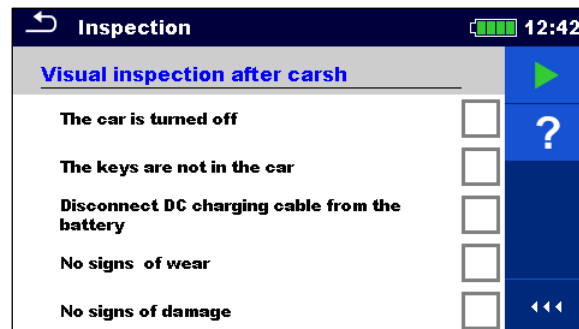 Inspection 12:42
Visual inspection after carsh
The car is turned off
?
The keys are not in the car
Disconnect DC charging cable from the
battery
No signs of wear
No signs of damage